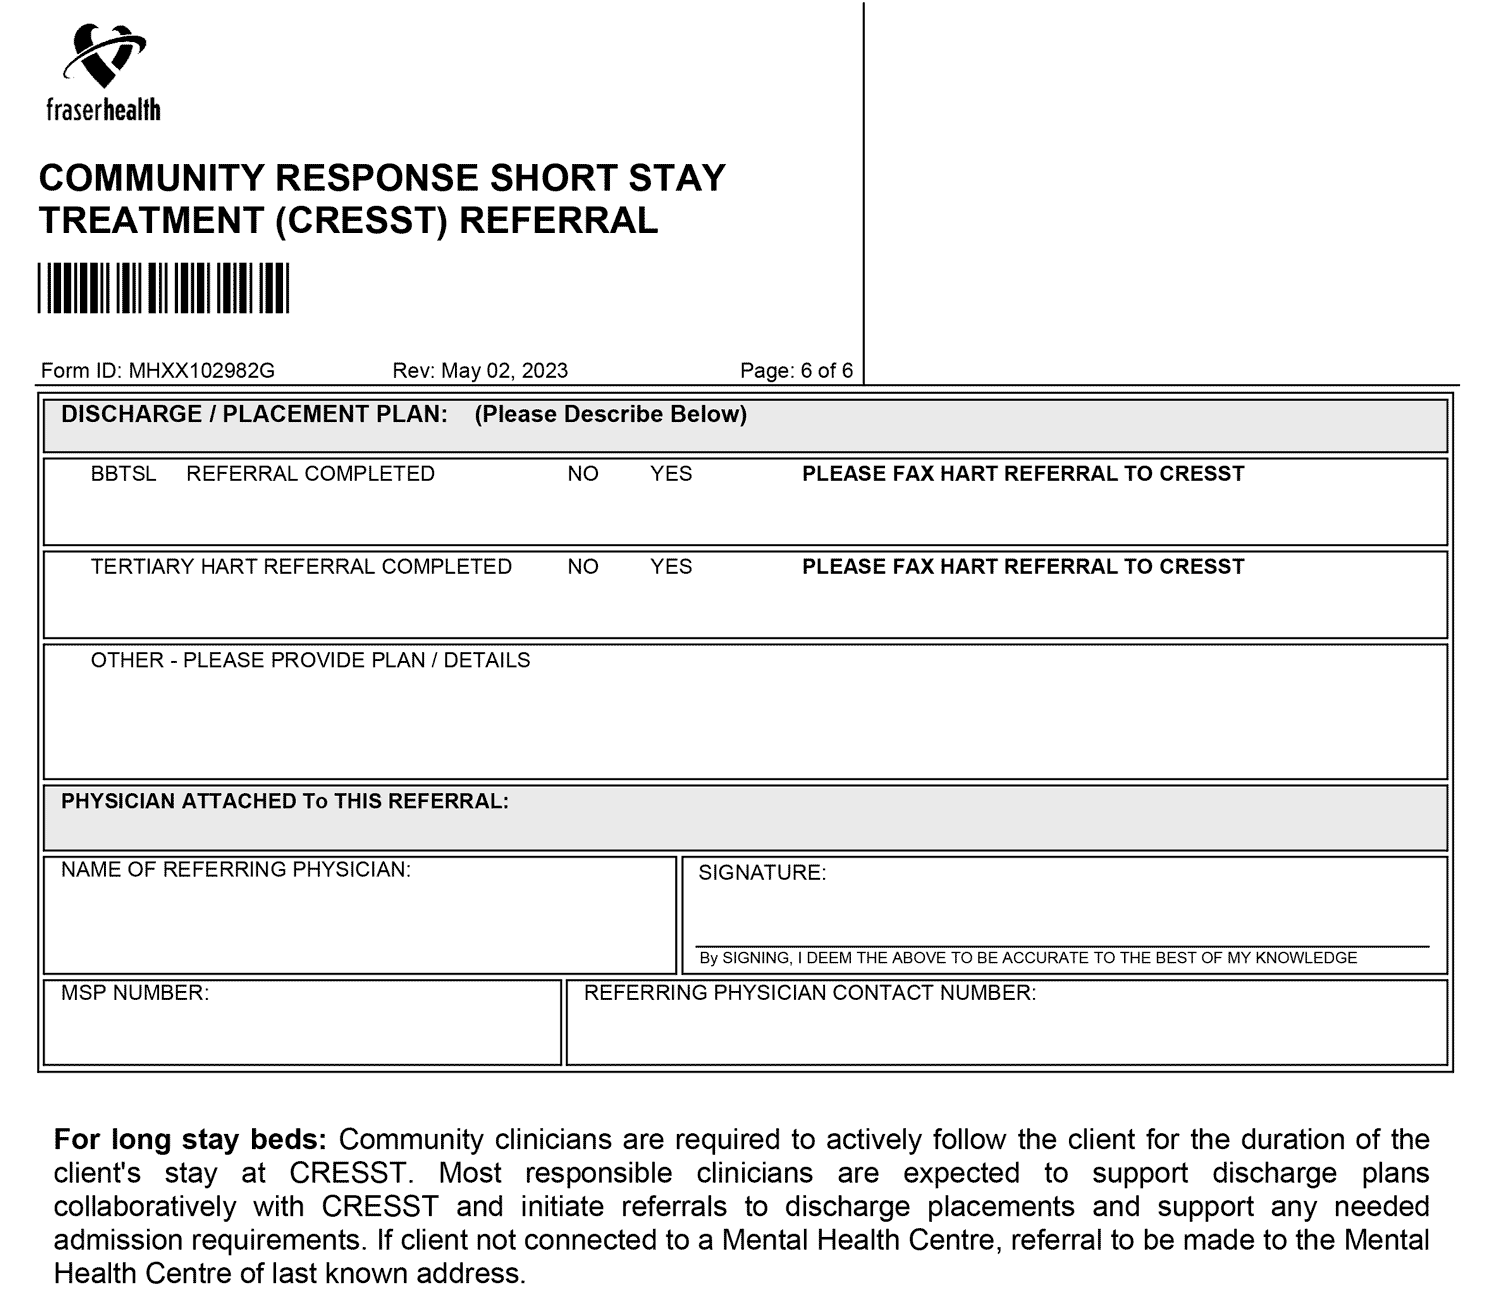 fraserhealth
COMMUNITY RESPONSE SHORT STAY
TREATMENT (CRESST) REFERRAL
Form ID: MHXX102982G Rev: May 02, 2023 Page: 6 of 6
DISCHARGE / PLACEMENT PLAN: (Please Describe Below)
BBTSL REFERRAL COMPLETED NO YES PLEASE FAX HART REFERRAL TO CRESST
TERTIARY HART REFERRAL COMPLETED NO YES PLEASE FAX HART REFERRAL TO CRESST
OTHER - PLEASE PROVIDE PLAN / DETAILS
PHYSICIAN ATTACHED To THIS REFERRAL:
NAME OF REFERRING PHYSICIAN:
SIGNATURE:
By SIGNING, I DEEM THE ABOVE TO BE ACCURATE TO THE BEST OF MY KNOWLEDGE
MSP NUMBER:
REFERRING PHYSICIAN CONTACT NUMBER:
For long stay beds: Community clinicians are required to actively follow the client for the duration of the
client's stay at CRESST. Most responsible clinicians are expected to support discharge plans
collaboratively with CRESST and initiate referrals to discharge placements and support any needed
admission requirements. If client not connected to a Mental Health Centre, referral to be made to the Mental
Health Centre of last known address.